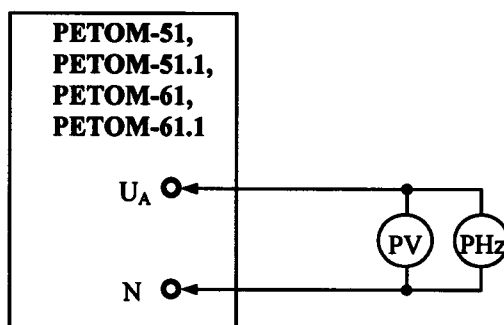 РЕТОМ-51,
РЕТОМ-51.1,
РЕТОМ-61,
РЕТОМ-61.1
UA
PV
PHz
N